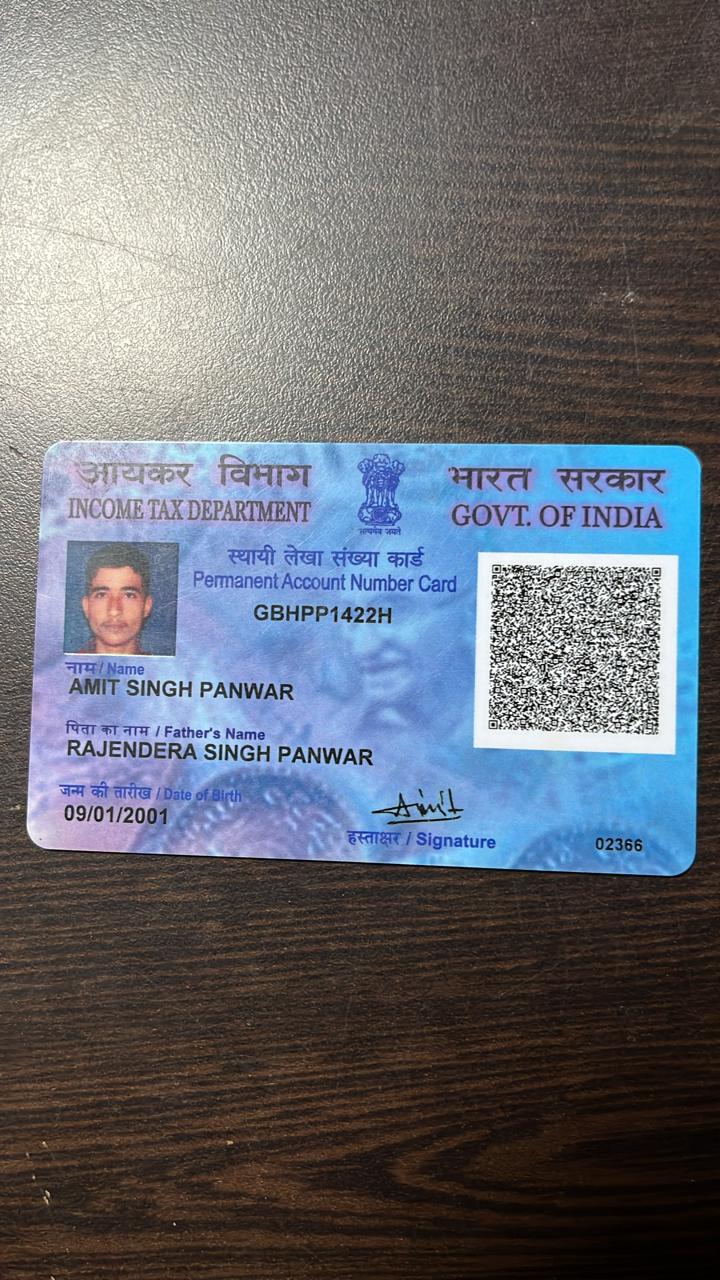 आयकर विभाग
INCOME TAX DEPARTMENT
सत्यमेव जयते
भारत सरकार
GOVT. OF INDIA
स्थायी लेखा संख्या कार्ड
Permanent Account Number Card
GBHPP1422H
नाम / Name
AMIT SINGH PANWAR
पिता का नाम / Father's Name
RAJENDERA SINGH PANWAR
जन्म की तारीख / Date of Birth
09/01/2001
Amit
हस्ताक्षर / Signature
02366